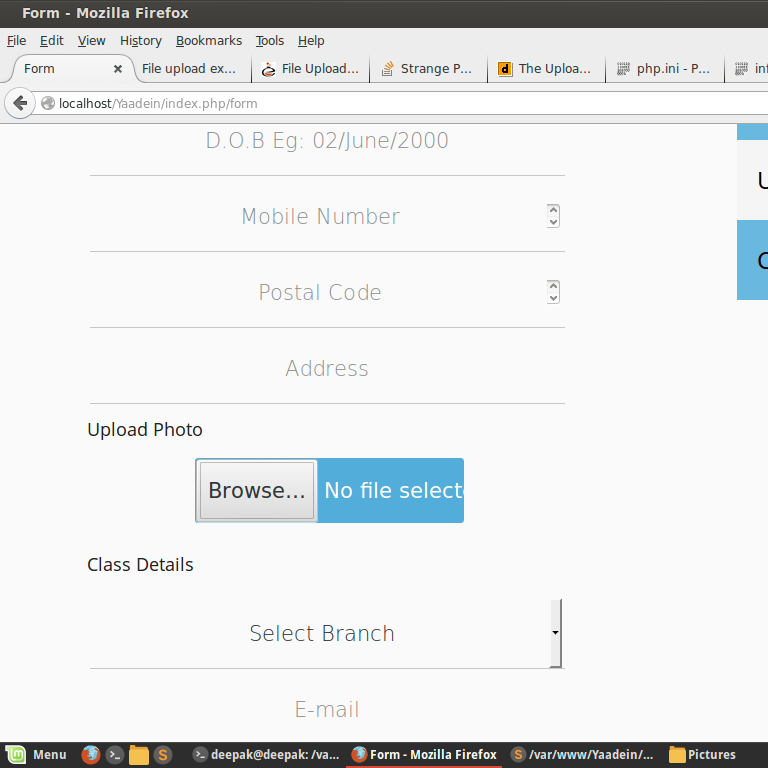 Form - Mozilla Firefox
File Edit View History Bookmarks Tools Help
Form File upload ex... File Upload... Strange P... The Uploa... php.ini - P...
localhost/Yaadein/index.php/form
D.O.B Eg: 02/June/2000
Mobile Number
Postal Code
Address
Upload Photo
Browse... No file
Class Details
Select Branch
E-mail
Menu deepak@deepak: /va... Form - Mozilla Firefox /var/www/Yaadein/... Pictures